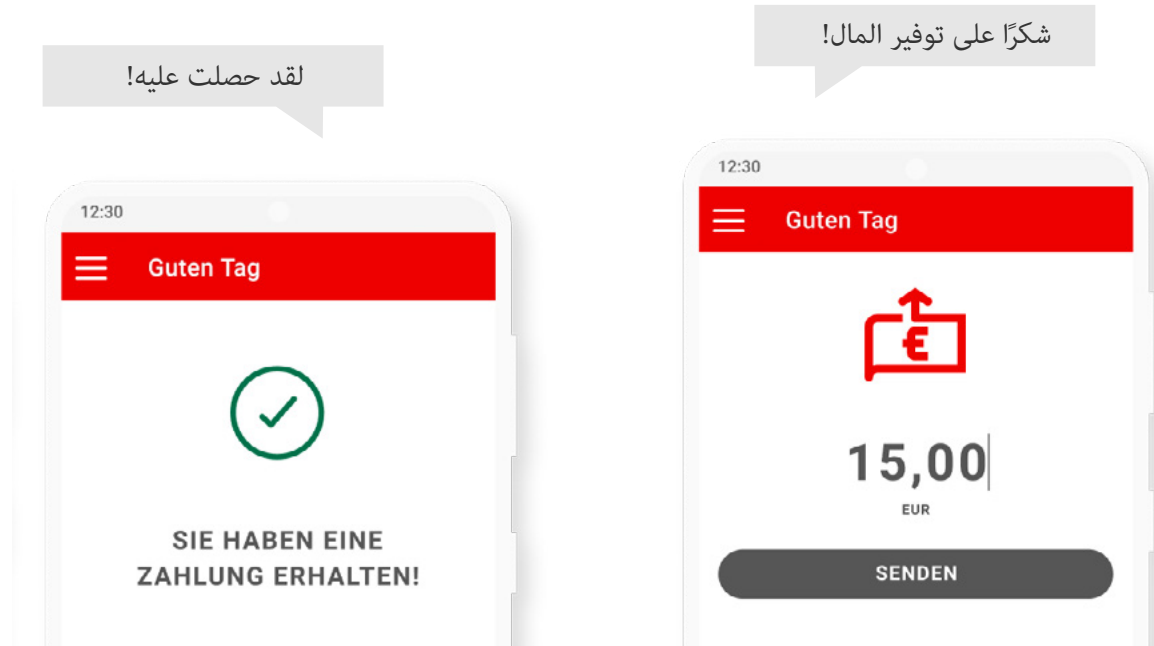 لقد حصلت عليه!
12:30
Guten Tag
SIE HABEN EINE
ZAHLUNG ERHALTEN!
شكرًا على توفير المال!
12:30
Guten Tag
€
15,00
EUR
SENDEN